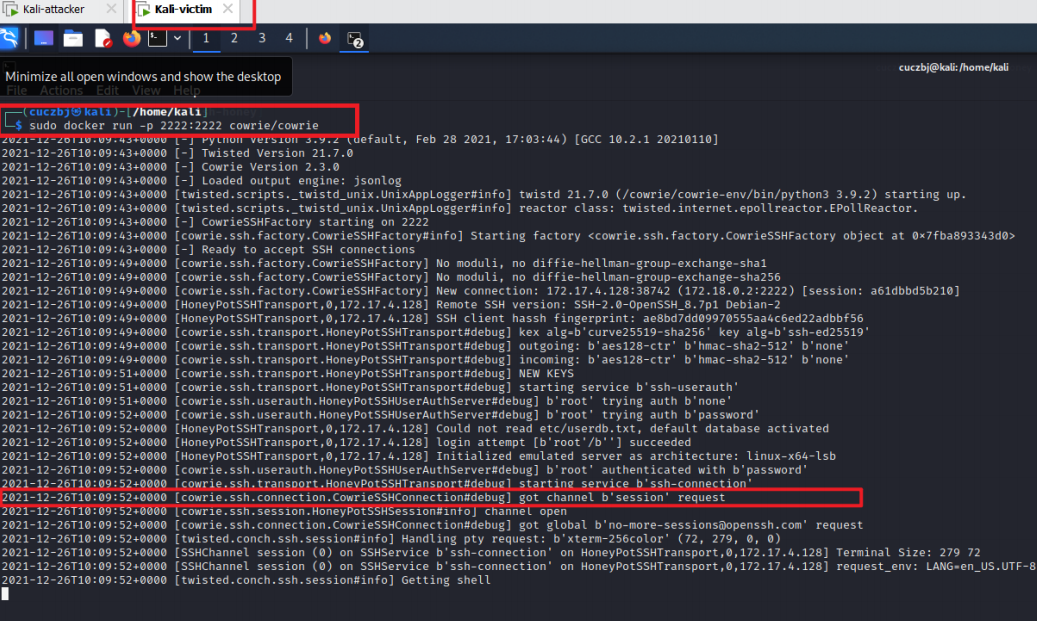 Kali-attacker
Kali-victim
1 2 3 4
2
Minimize all open windows and show the desktop
cuczbj@kali:/home/kali
File Actions Edit View Help
(cuczbj㉿kali)-[/home/kali]
$ sudo docker run -p 2222:2222 cowrie/cowrie
2021-12-26T10:09:43+0000 [-] Python Version 3.9.2 (default, Feb 28 2021, 17:03:44) [GCC 10.2.1 20210110]
2021-12-26T10:09:43+0000 [-] Twisted Version 21.7.0
2021-12-26T10:09:43+0000 [-] Cowrie Version 2.3.0
2021-12-26T10:09:43+0000 [-] Loaded output engine: jsonlog
2021-12-26T10:09:43+0000 [twisted.scripts._twistd_unix.UnixAppLogger#info] twistd 21.7.0 (/cowrie/cowrie-env/bin/python3 3.9.2) starting up.
2021-12-26T10:09:43+0000 [twisted.scripts._twistd_unix.UnixAppLogger#info] reactor class: twisted.internet.epollreactor.EPollReactor.
2021-12-26T10:09:43+0000 [-] CowrieSSHFactory starting on 2222
2021-12-26T10:09:43+0000 [cowrie.ssh.factory.CowrieSSHFactory#info] Starting factory <cowrie.ssh.factory.CowrieSSHFactory object at 0×7fba893343d0>
2021-12-26T10:09:43+0000 [-] Ready to accept SSH connections
2021-12-26T10:09:49+0000 [cowrie.ssh.factory.CowrieSSHFactory] No moduli, no diffie-hellman-group-exchange-sha1
2021-12-26T10:09:49+0000 [cowrie.ssh.factory.CowrieSSHFactory] No moduli, no diffie-hellman-group-exchange-sha256
2021-12-26T10:09:49+0000 [cowrie.ssh.factory.CowrieSSHFactory] New connection: 172.17.4.128:38742 (172.18.0.2:2222) [session: a61dbbd5b210]
2021-12-26T10:09:49+0000 [HoneyPotSSHTransport,0,172.17.4.128] Remote SSH version: SSH-2.0-OpenSSH_8.7p1 Debian-2
2021-12-26T10:09:49+0000 [HoneyPotSSHTransport,0,172.17.4.128] SSH client hassh fingerprint: ae8bd7dd09970555aa4c6ed22adbbf56
2021-12-26T10:09:49+0000 [cowrie.ssh.transport.HoneyPotSSHTransport#debug] kex alg=b'curve25519-sha256' key alg=b'ssh-ed25519'
2021-12-26T10:09:49+0000 [cowrie.ssh.transport.HoneyPotSSHTransport#debug] outgoing: b'aes128-ctr' b'hmac-sha2-512' b'none'
2021-12-26T10:09:49+0000 [cowrie.ssh.transport.HoneyPotSSHTransport#debug] incoming: b'aes128-ctr' b'hmac-sha2-512' b'none'
2021-12-26T10:09:51+0000 [cowrie.ssh.transport.HoneyPotSSHTransport#debug] NEW KEYS
2021-12-26T10:09:51+0000 [cowrie.ssh.transport.HoneyPotSSHTransport#debug] starting service b'ssh-userauth'
2021-12-26T10:09:51+0000 [cowrie.ssh.userauth.HoneyPotSSHUserAuthServer#debug] b'root' trying auth b'none'
2021-12-26T10:09:52+0000 [cowrie.ssh.userauth.HoneyPotSSHUserAuthServer#debug] b'root' trying auth b'password'
2021-12-26T10:09:52+0000 [HoneyPotSSHTransport,0,172.17.4.128] Could not read etc/userdb.txt, default database activated
2021-12-26T10:09:52+0000 [HoneyPotSSHTransport,0,172.17.4.128] login attempt [b'root'/b''] succeeded
2021-12-26T10:09:52+0000 [HoneyPotSSHTransport,0,172.17.4.128] Initialized emulated server as architecture: linux-x64-lsb
2021-12-26T10:09:52+0000 [cowrie.ssh.userauth.HoneyPotSSHUserAuthServer#debug] b'root' authenticated with b'password'
2021-12-26T10:09:52+0000 [cowrie.ssh.transport.HoneyPotSSHTransport#debug] starting service b'ssh-connection'
2021-12-26T10:09:52+0000 [cowrie.ssh.connection.CowrieSSHConnection#debug] got channel b'session' request
2021-12-26T10:09:52+0000 [cowrie.ssh.session.HoneyPotSSHSession#info] channel open
2021-12-26T10:09:52+0000 [cowrie.ssh.connection.CowrieSSHConnection#debug] got global b'no-more-sessions@openssh.com' request
2021-12-26T10:09:52+0000 [twisted.conch.ssh.session#info] Handling pty request: b'xterm-256color' (72, 279, 0, 0)
2021-12-26T10:09:52+0000 [SSHChannel session (0) on SSHService b'ssh-connection' on HoneyPotSSHTransport,0,172.17.4.128] Terminal Size: 279 72
2021-12-26T10:09:52+0000 [SSHChannel session (0) on SSHService b'ssh-connection' on HoneyPotSSHTransport,0,172.17.4.128] request_env: LANG=en_US.UTF-8
2021-12-26T10:09:52+0000 [twisted.conch.ssh.session#info] Getting shell